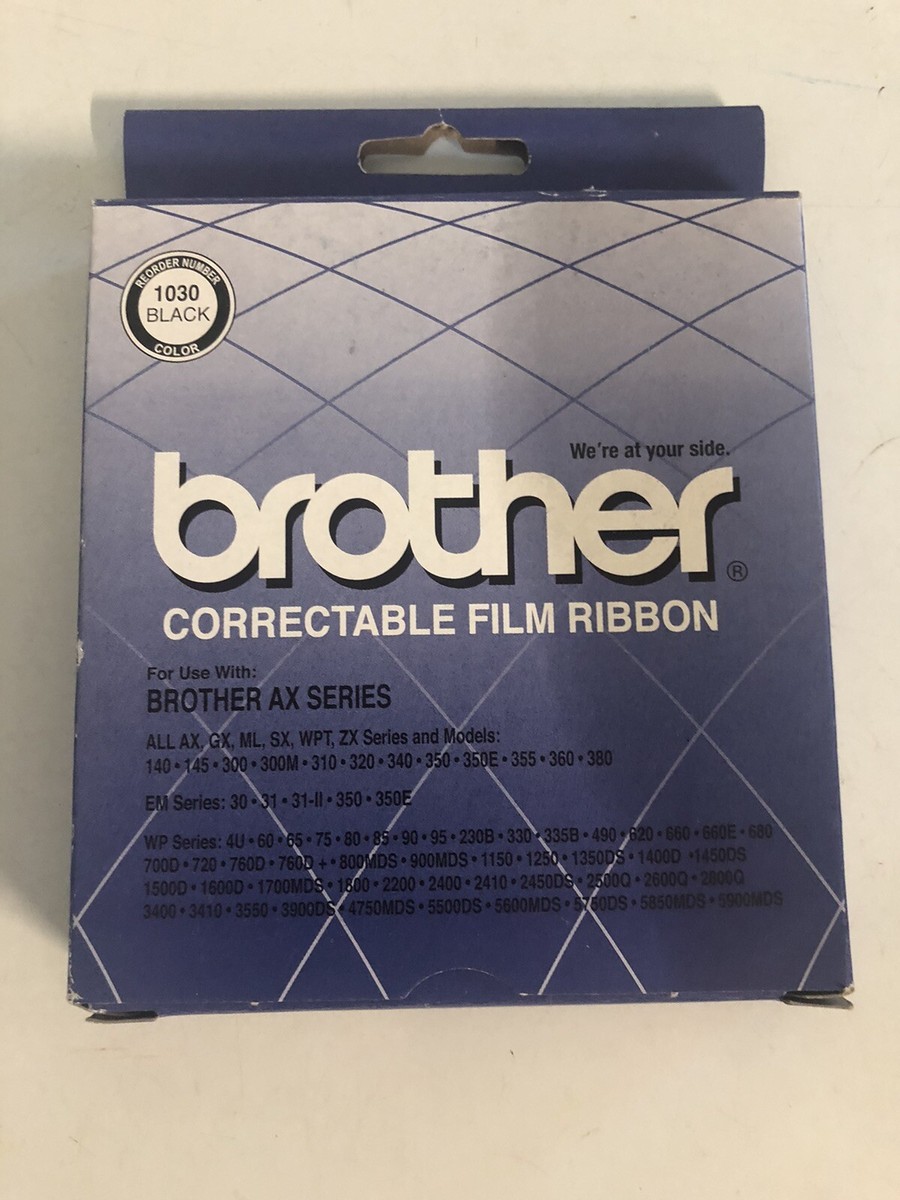 REORDER NUMBER
1030
BLACK
COLOR
We're at your side.
brother®
CORRECTABLE FILM RIBBON
For Use With:
BROTHER AX SERIES
ALL AX, GX, ML, SX, WPT, ZX Series and Models:
140 • 145 • 300 • 300M • 310 • 320 • 340 • 350 • 350E • 355 • 360 • 380
EM Series: 30 • 31 • 31-II • 350 • 350E
WP Series: 4U • 60 • 65 • 75 • 80 • 85 • 90 • 95 • 230B • 330 • 335B • 490 • 620 • 660 • 660E • 680
700D • 720 • 760D • 760D + • 800MDS • 900MDS • 1150 • 1250 • 1350DS • 1400D • 1450DS
1500D • 1600D • 1700MDS • 1800 • 2200 • 2400 • 2410 • 2450DS • 2500Q • 2600Q • 2800Q
3400 • 3410 • 3550 • 3900DS • 4750MDS • 5500DS • 5600MDS • 5750DS • 5850MDS • 5900MDS